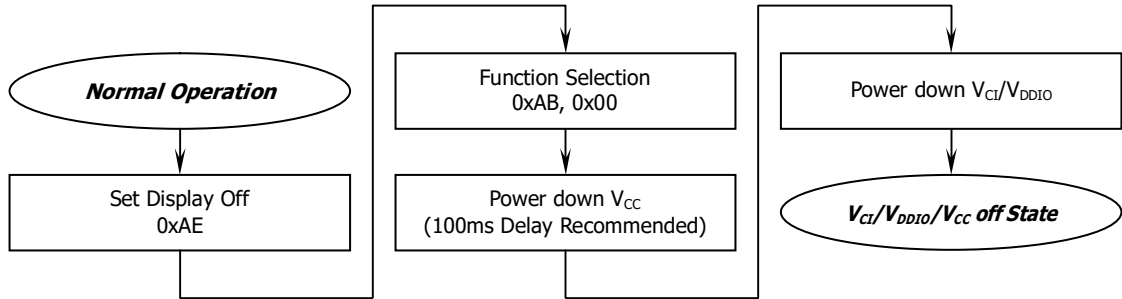 Normal Operation
Set Display Off
0xAE
Function Selection
0xAB, 0x00
Power down VCC
(100ms Delay Recommended)
Power down VCI/VDDIO
VCI/VDDIO/VCC off State